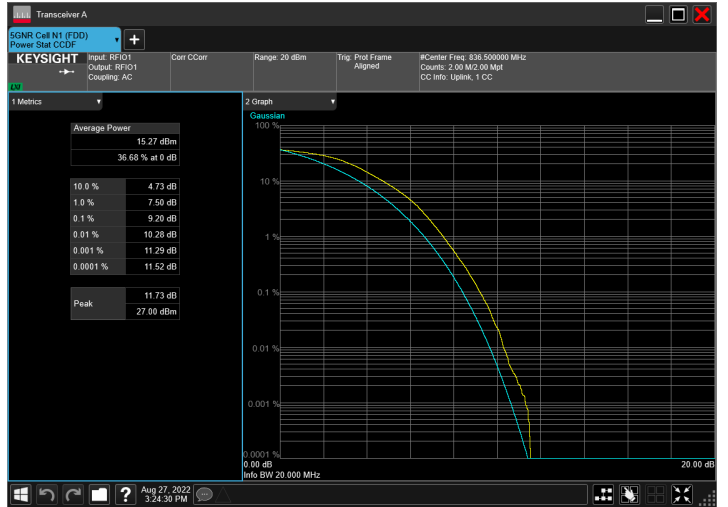 Transceiver A
5GNR Cell N1 (FDD)
Power Stat CCDF
KEYSIGHT
LXI
Input: RFIO1
Output: RFIO1
Coupling: AC
Corr CCorr
Range: 20 dBm
Trig: Prot Frame
Aligned
#Center Freq: 836.500000 MHz
Counts: 2.00 M/2.00 Mpt
CC Info: Uplink, 1 CC
1 Metrics
Average Power
15.27 dBm
36.68 % at 0 dB
10.0 % 4.73 dB
1.0 % 7.50 dB
0.1 % 9.20 dB
0.01 % 10.28 dB
0.001 % 11.29 dB
0.0001 % 11.52 dB
Peak
11.73 dB
27.00 dBm
2 Graph
Gaussian
100 %
10 %
1 %
0.1 %
0.01 %
0.001 %
0.0001 %
0.00 dB
20.00 dB
Info BW 20.000 MHz
?
Aug 27, 2022
3:24:30 PM